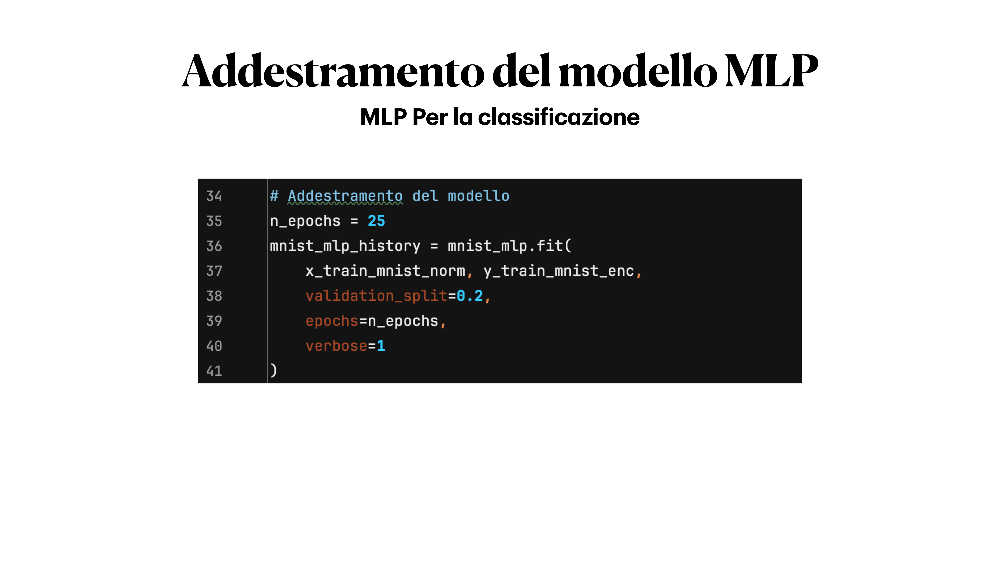 Addestramento del modello MLP
MLP Per la classificazione
34 # Addestramento del modello
35 n_epochs = 25
36 mnist_mlp_history = mnist_mlp.fit(
37     x_train_mnist_norm, y_train_mnist_enc,
38     validation_split=0.2,
39     epochs=n_epochs,
40     verbose=1
41 )